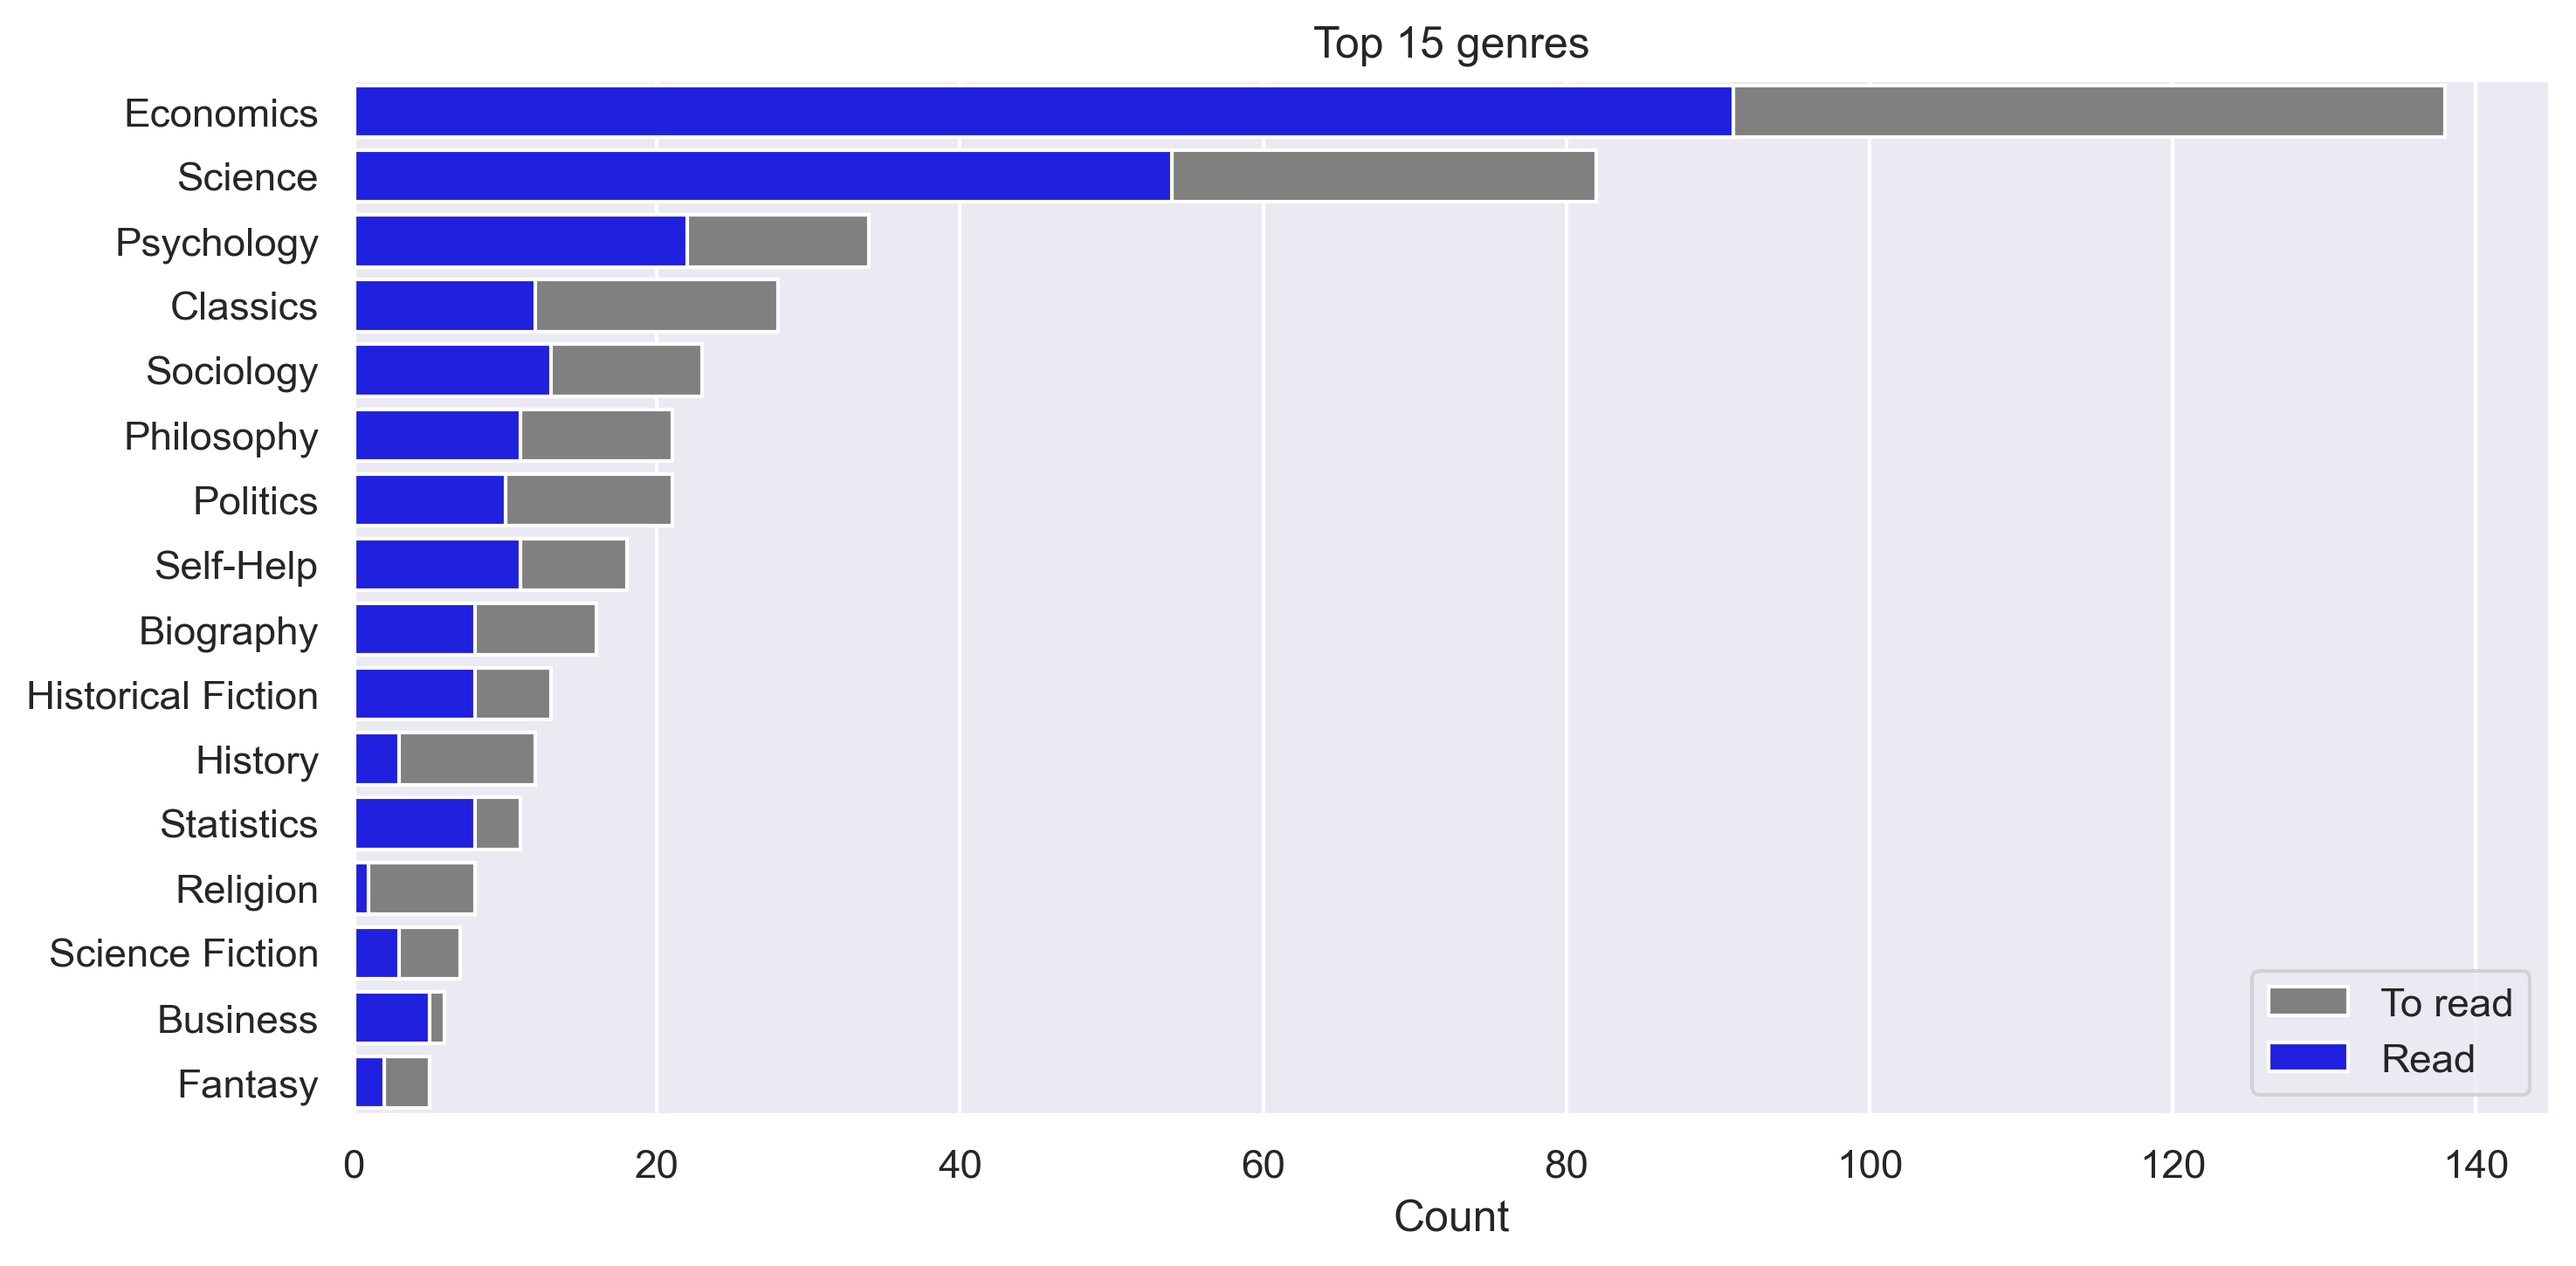 Top 15 genres
Economics
Science
Psychology
Classics
Sociology
Philosophy
Politics
Self-Help
Biography
Historical Fiction
History
Statistics
Religion
Science Fiction
Business
Fantasy
To read
Read
0 20 40 60 80 100 120 140
Count